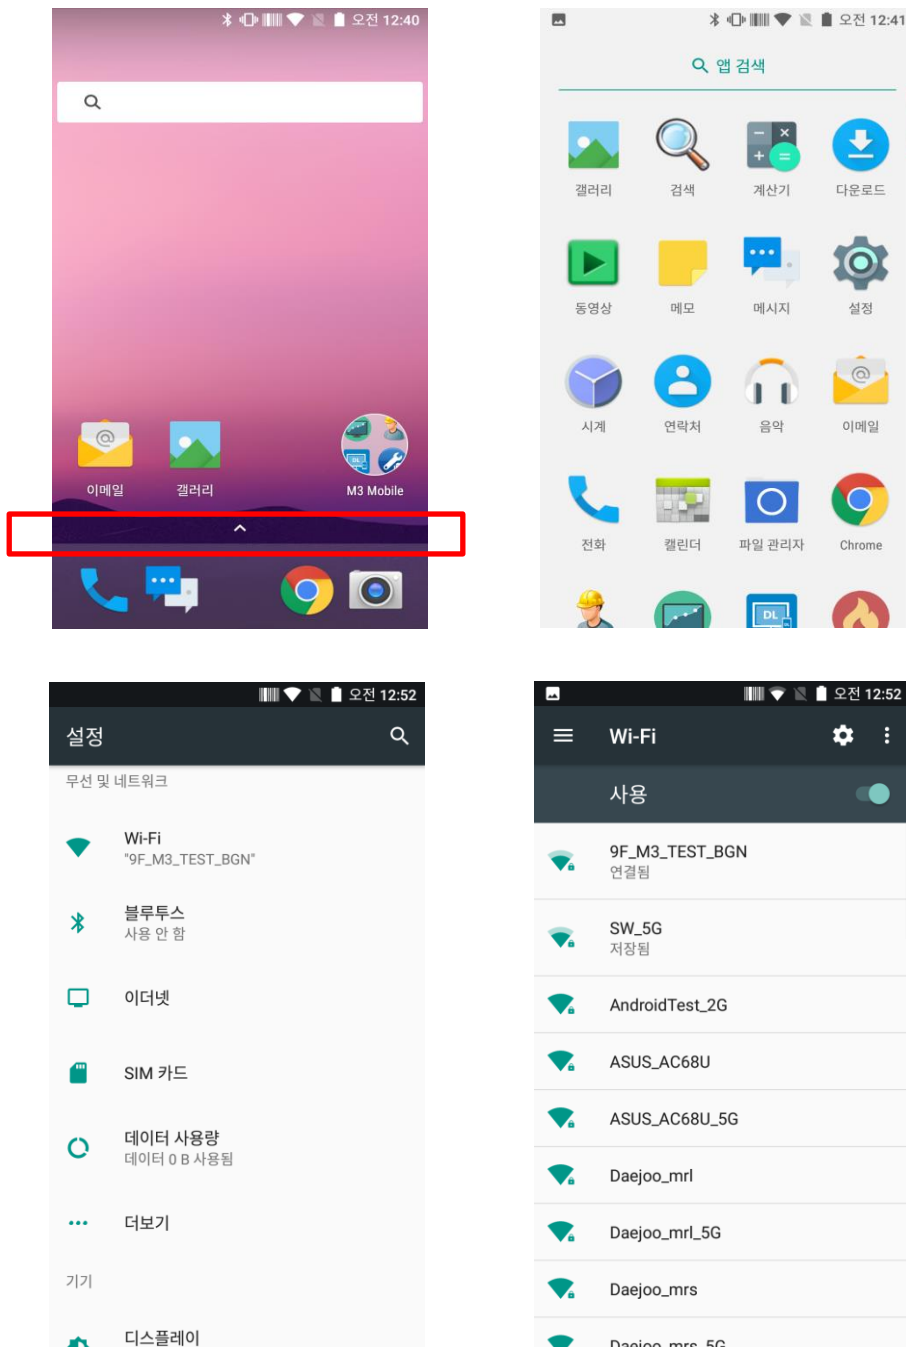 오전 12:40
이메일
갤러리
M3 Mobile
오전 12:41
앱 검색
갤러리
검색
계산기
다운로드
동영상
메모
메시지
설정
시계
연락처
음악
이메일
전화
캘린더
파일 관리자
Chrome
DL
오전 12:52
설정
무선 및 네트워크
Wi-Fi
"9F_M3_TEST_BGN"
블루투스
사용 안 함
이더넷
SIM 카드
데이터 사용량
데이터 0 B 사용됨
더보기
기기
디스플레이
오전 12:52
Wi-Fi
사용
9F_M3_TEST_BGN
연결됨
SW_5G
저장됨
AndroidTest_2G
ASUS_AC68U
ASUS_AC68U_5G
Daejoo_mrl
Daejoo_mrl_5G
Daejoo_mrs
Daejoo_mrs_5G